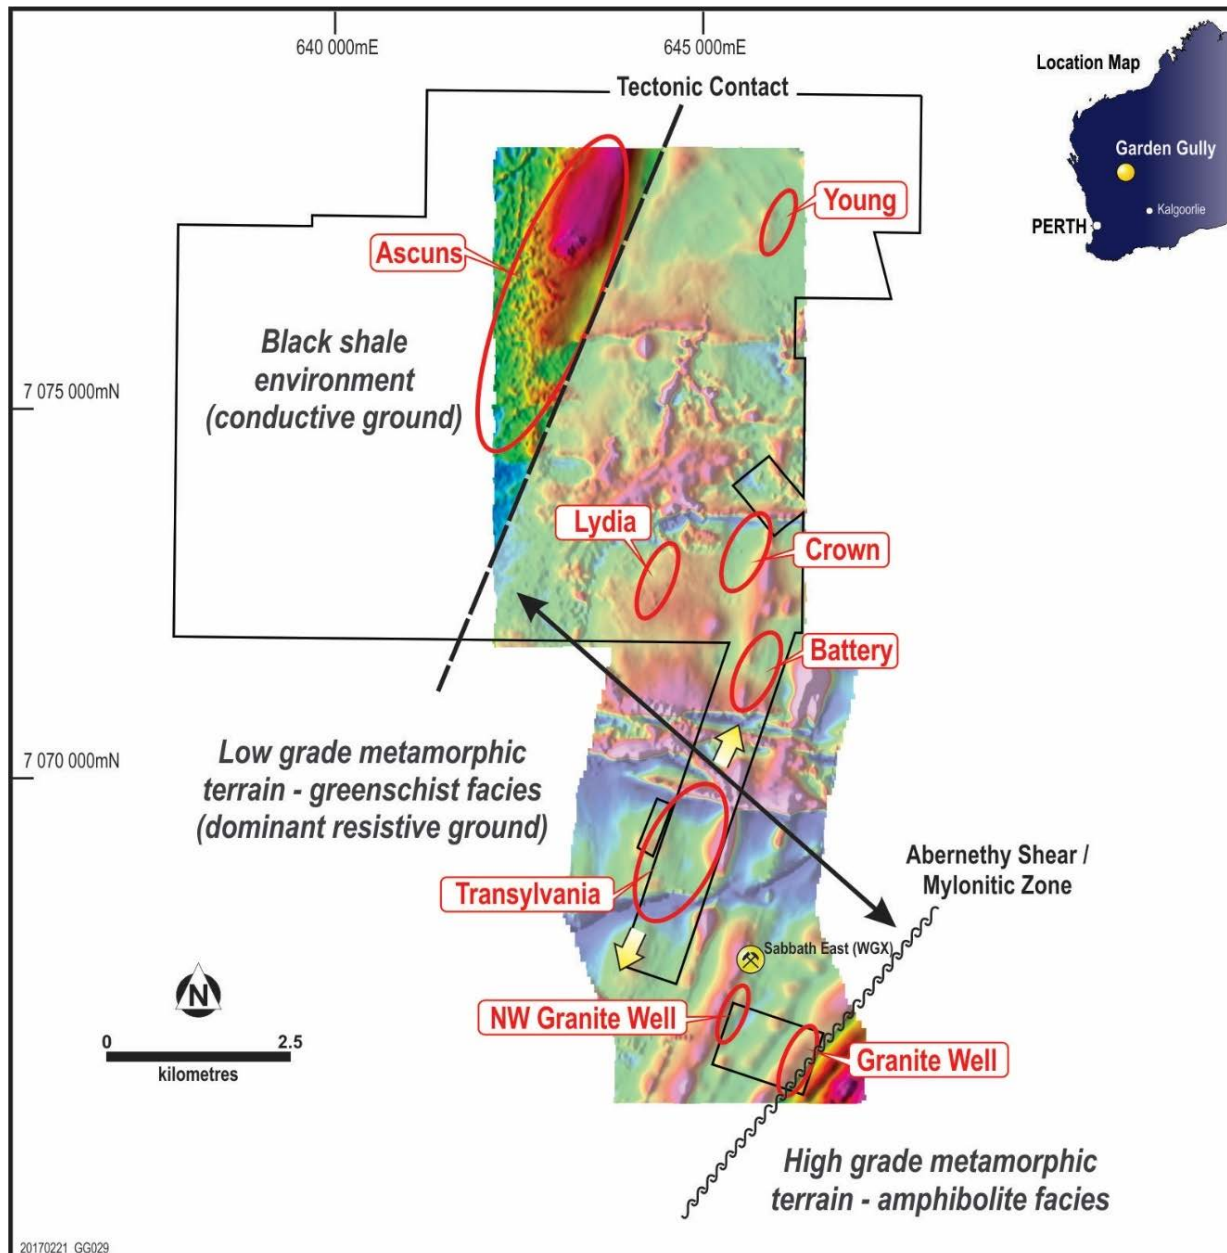 640 000mE
645 000mE
Tectonic Contact
Location Map
Garden Gully
Kalgoorlie
PERTH
Young
Ascuns
Black shale
environment
(conductive ground)
7 075 000mN
Lydia
Crown
Battery
Low grade metamorphic
terrain - greenschist facies
(dominant resistive ground)
7 070 000mN
Abernethy Shear /
Mylonitic Zone
Transylvania
Sabbath East (WGX)
N
NW Granite Well
Granite Well
0
2.5
kilometres
High grade metamorphic
terrain - amphibolite facies
20170221_GG029